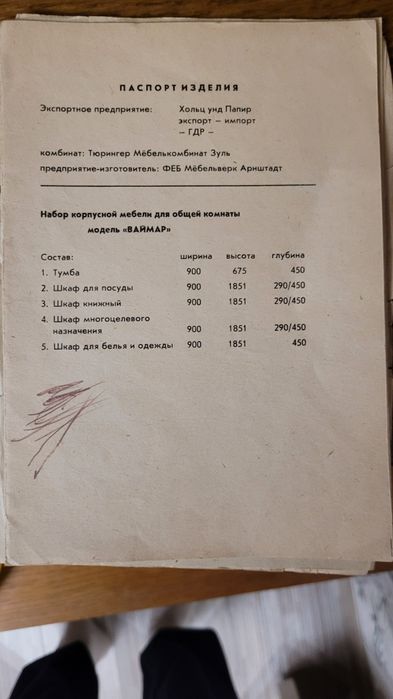 ПАСПОРТ ИЗДЕЛИЯ
Экспортное предприятие: Хольц унд Папир
экспорт – импорт
– ГДР –
комбинат: Тюрингер Мёбелькомбинат Зуль
предприятие-изготовитель: ФЕБ Мёбельверк Арнштадт
Набор корпусной мебели для общей комнаты
модель «ВАЙМАР»
Состав: ширина высота глубина
1. Тумба 900 675 450
2. Шкаф для посуды 900 1851 290/450
3. Шкаф книжный 900 1851 290/450
4. Шкаф многоцелевого
назначения 900 1851 290/450
5. Шкаф для белья и одежды 900 1851 450